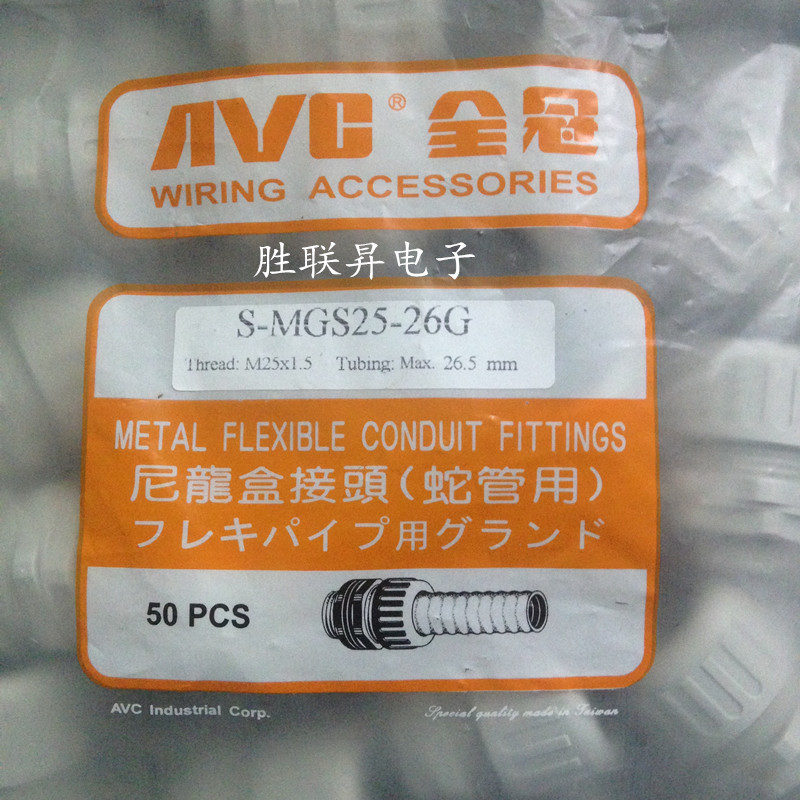 AVC® 全冠
WIRING ACCESSORIES
胜联昇电子
S-MGS25-26G
Thread: M25x1.5 Tubing: Max. 26.5 mm
METAL FLEXIBLE CONDUIT FITTINGS
尼龍盒接頭(蛇管用)
フレキパイプ用グランド
50 PCS
AVC Industrial Corp.
Special quality made in Taiwan